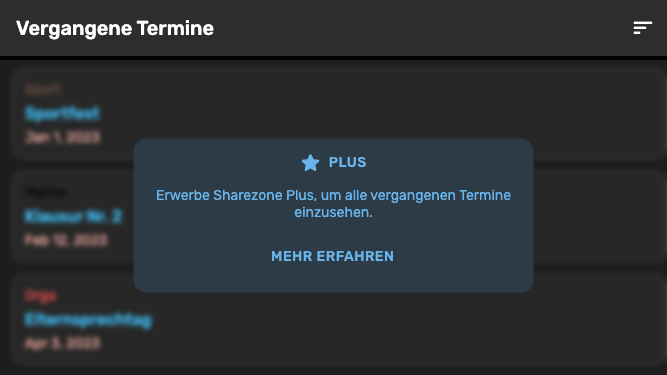 Vergangene Termine
Sport
Sportfest
Jan 1, 2023
PLUS
Erwerbe Sharezone Plus, um alle vergangenen Termine
einzusehen.
MEHR ERFAHREN
Mathe
Klausur Nr. 2
Feb 12, 2023
Orga
Elternsprechtag
Apr 3, 2023